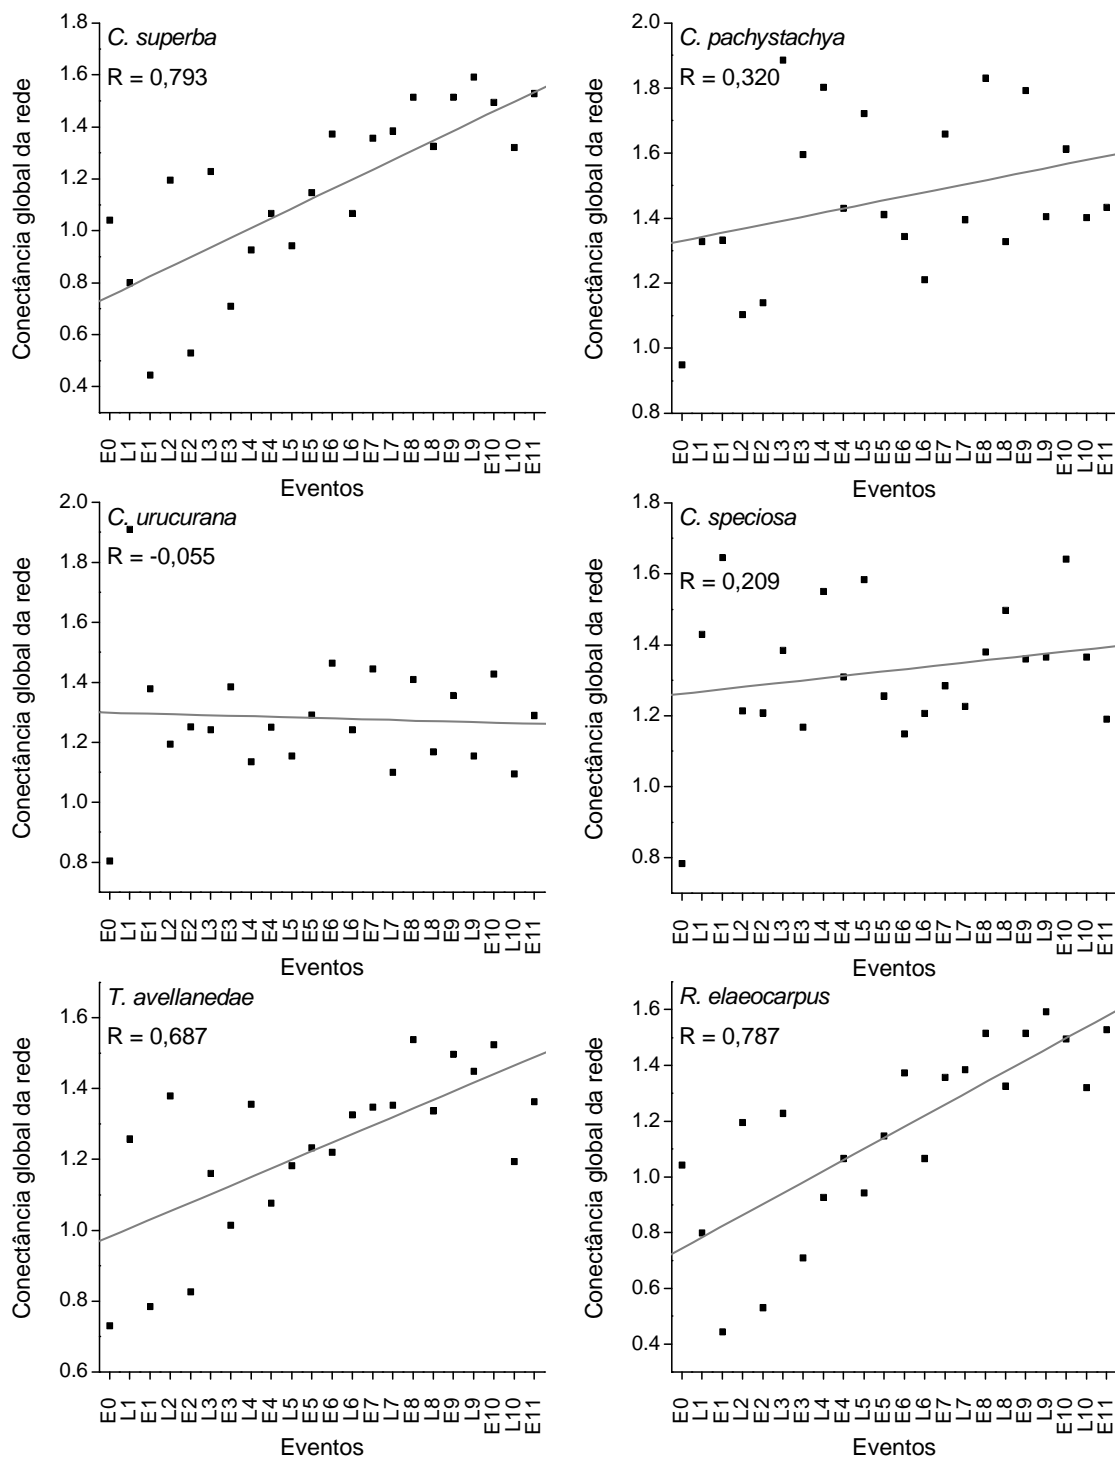 C. superba
R = 0,793
Conectância global da rede
1.8
1.6
1.4
1.2
1.0
0.8
0.6
0.4
E0 L1 E1 L2 E2 L3 E3 L4 E4 L5 E5 E6 L6 E7 L7 E8 L8 E9 L9 E10 L10 E11
Eventos
C. pachystachya
R = 0,320
Conectância global da rede
2.0
1.8
1.6
1.4
1.2
1.0
0.8
E0 L1 E1 L2 E2 L3 E3 L4 E4 L5 E5 E6 L6 E7 L7 E8 L8 E9 L9 E10 L10 E11
Eventos
C. urucurana
R = -0,055
Conectância global da rede
2.0
1.8
1.6
1.4
1.2
1.0
0.8
E0 L1 E1 L2 E2 L3 E3 L4 E4 L5 E5 E6 L6 E7 L7 E8 L8 E9 E10 L10 E11
Eventos
C. speciosa
R = 0,209
Conectância global da rede
1.8
1.6
1.4
1.2
1.0
0.8
E0 L1 E1 L2 E2 L3 E3 L4 E4 L5 E5 E6 L6 E7 L7 E8 L8 E9 L9 E10 L10 E11
Eventos
T. avellanedae
R = 0,687
Conectância global da rede
1.6
1.4
1.2
1.0
0.8
0.6
E0 L1 E1 L2 E2 L3 E3 L4 E4 L5 E5 E6 L6 E7 L7 E8 L8 E9 L9 E10 L10 E11
Eventos
R. elaeocarpus
R = 0,787
Conectância global da rede
1.6
1.4
1.2
1.0
0.8
0.6
0.4
E0 L1 E1 L2 E2 L3 E3 L4 E4 L5 E5 E6 L6 E7 L7 E8 L8 E9 L9 E10 L10 E11
Eventos